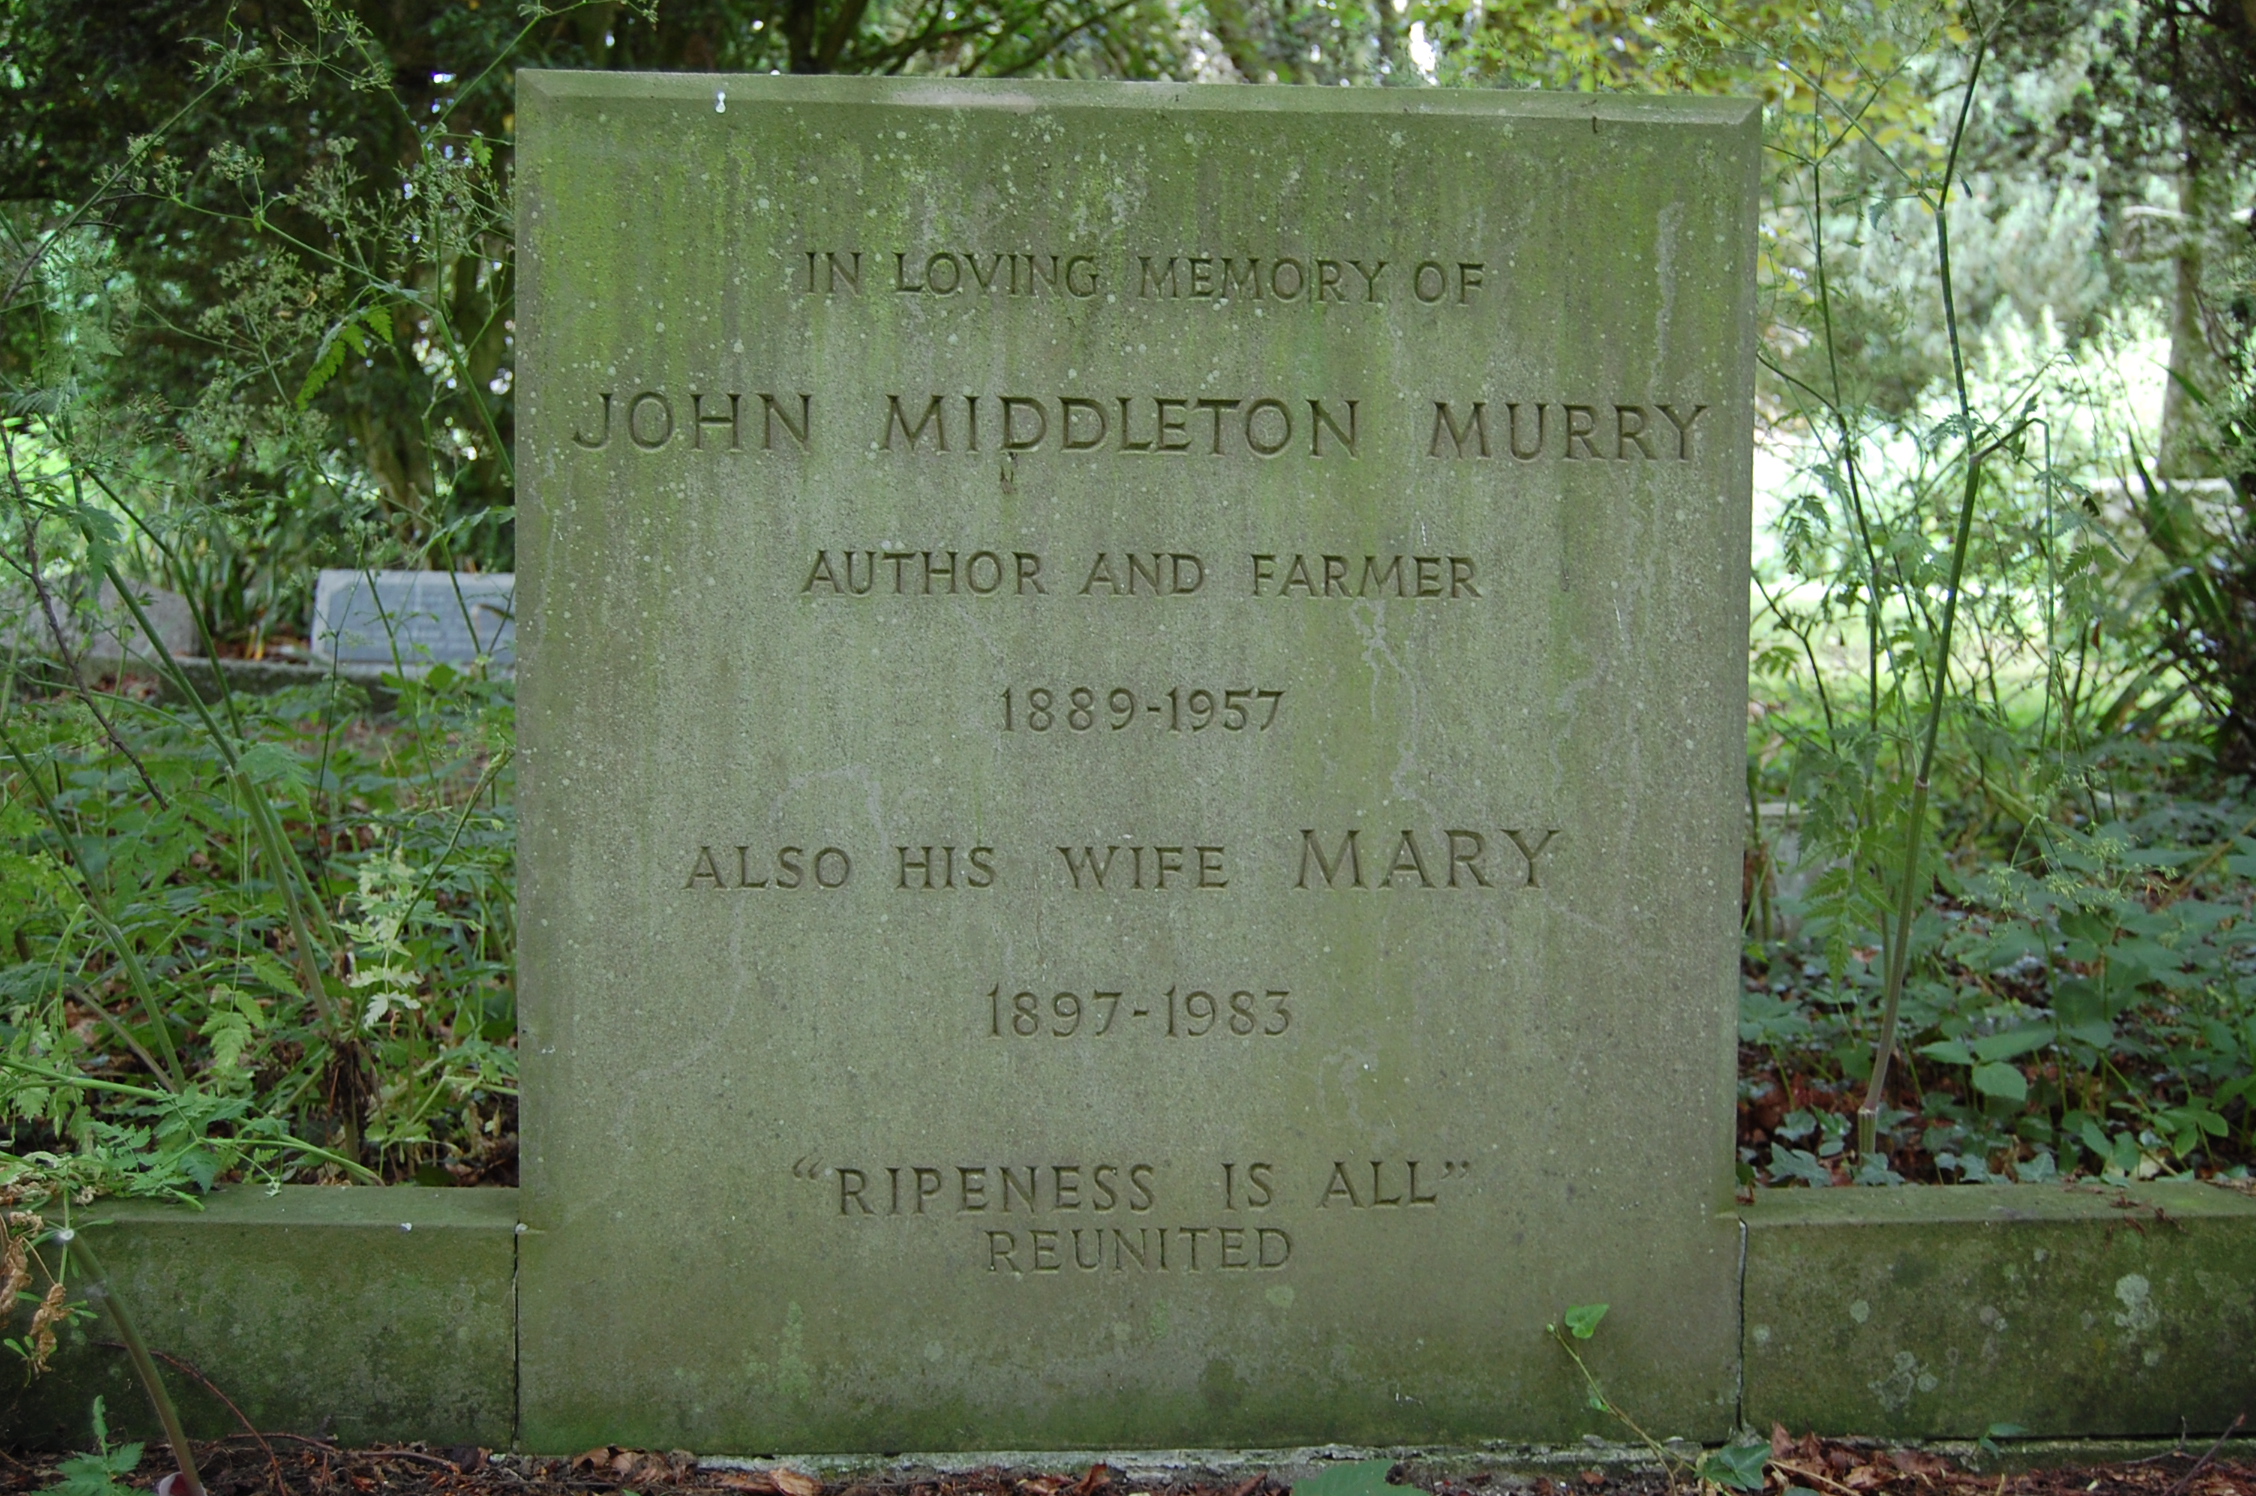 IN LOVING MEMORY OF
JOHN MIDDLETON MURRY
AUTHOR AND FARMER
1889-1957
ALSO HIS WIFE MARY
1897-1983
“RIPENESS IS ALL”
REUNITED